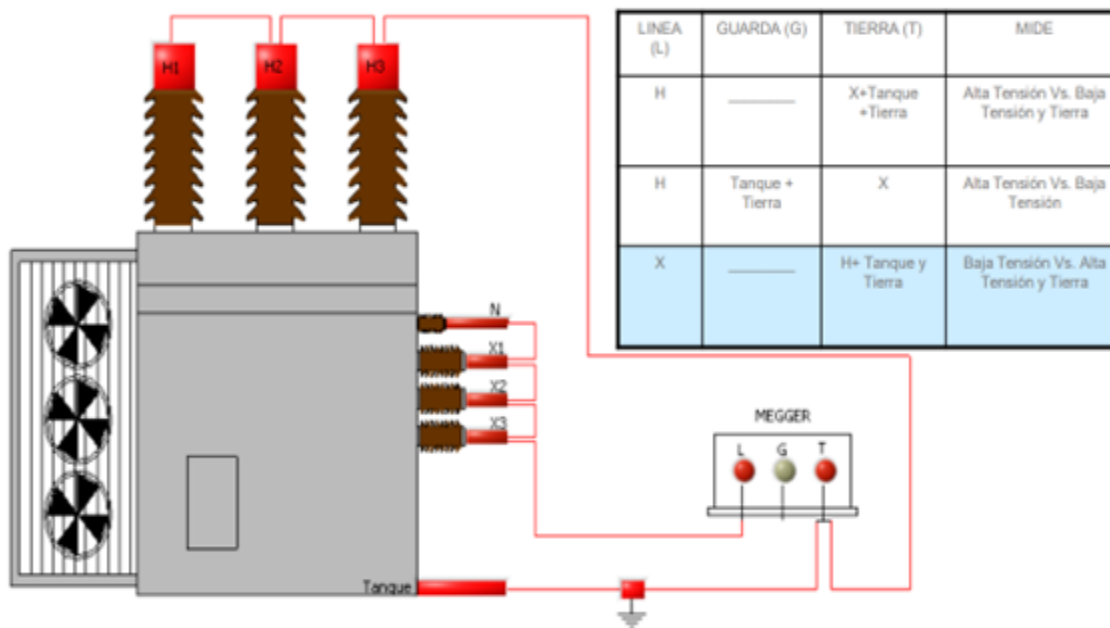 H1
H2
H3
LINEA
(L)
GUARDA (G)
TIERRA (T)
MIDE
H
X+Tanque
+Tierra
Alta Tensión Vs. Baja
Tensión y Tierra
H
Tanque +
Tierra
X
Alta Tensión Vs. Baja
Tensión
X
H+ Tanque y
Tierra
Baja Tensión Vs. Alta
Tensión y Tierra
N
X1
X2
X3
MEGGER
L G T
Tanque